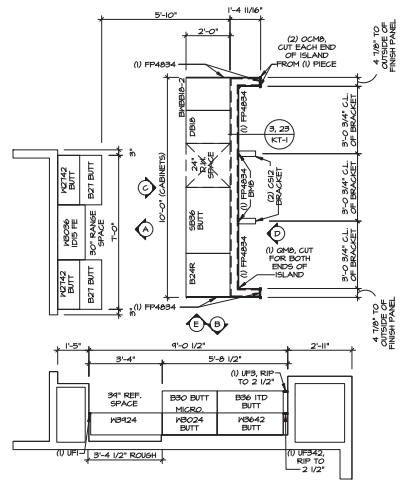 5'-10"
1'-4 11/16"
2'-0"
(2) OCM8,
CUT EACH END
OF ISLAND
FROM (1) PIECE
(1) FP4834
4 7/8" TO
OUTSIDE OF
FINISH PANEL
BWBB18-2
DB18
24"
D/W
SPACE
SB36
BUTT
B24R
10'-0" (CABINETS)
(1) FP4834
(1) FP4834
BM8
(1) FP4834
3, 23
KT-1
(2) CS12
BRACKET
3'-0 3/4" C.L.
OF BRACKET
3'-0 3/4" C.L.
OF BRACKET
3'-0 3/4" C.L.
OF BRACKET
W2742
BUTT
B27 BUTT
W3036
ID15 FE
30" RANGE
SPACE
W2742
BUTT
B27 BUTT
3"
7'-0"
3"
C
A
D
(1) QM8, CUT
FOR BOTH
ENDS OF
ISLAND
(1) FP4834
E
B
4 7/8" TO
OUTSIDE OF
FINISH PANEL
1'-5"
9'-0 1/2"
2'-11"
3'-4"
5'-8 1/2"
(1) UF3, RIP
TO 2 1/2"
39" REF.
SPACE
B30 BUTT
MICRO.
B36 1TD
BUTT
W3924
W3024
BUTT
W3642
BUTT
(1) UF1
3'-4 1/2" ROUGH
(1) UF342,
RIP TO
2 1/2"